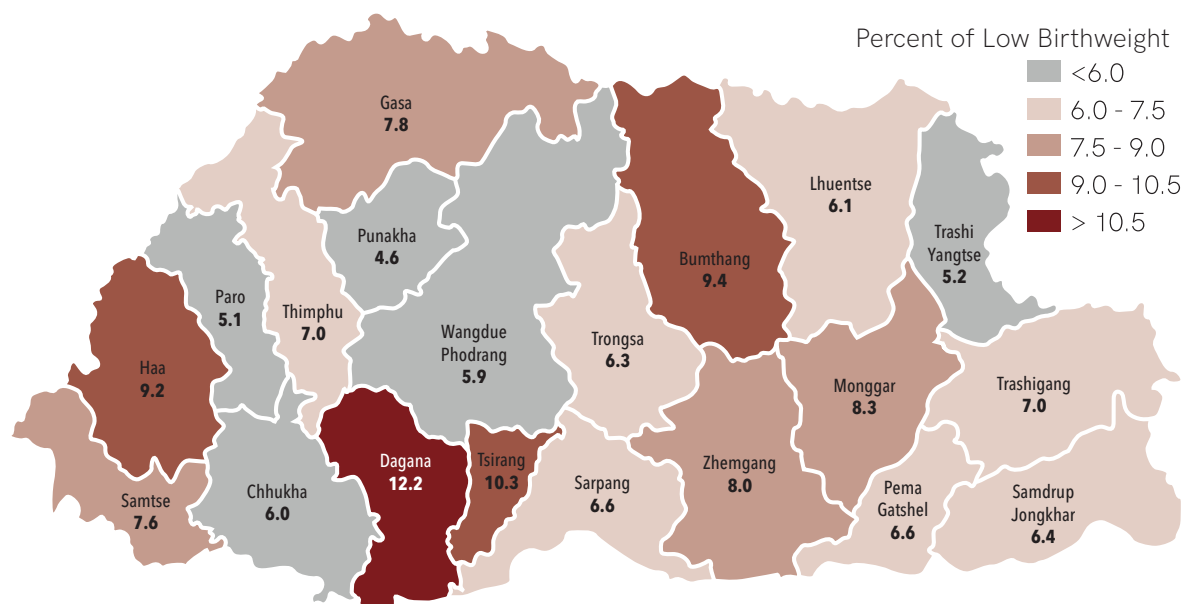 Percent of Low Birthweight
<6.0
6.0 - 7.5
7.5 - 9.0
9.0 - 10.5
> 10.5
Gasa
7.8
Punakha
4.6
Lhuentse
6.1
Trashi
Yangtse
5.2
Bumthang
9.4
Paro
5.1
Thimphu
7.0
Wangdue
Phodrang
5.9
Trongsa
6.3
Haa
9.2
Monggar
8.3
Trashigang
7.0
Dagana
12.2
Tsirang
10.3
Zhemgang
8.0
Sarpang
6.6
Chhukha
6.0
Samtse
7.6
Pema
Gatshel
6.6
Samdrup
Jongkhar
6.4